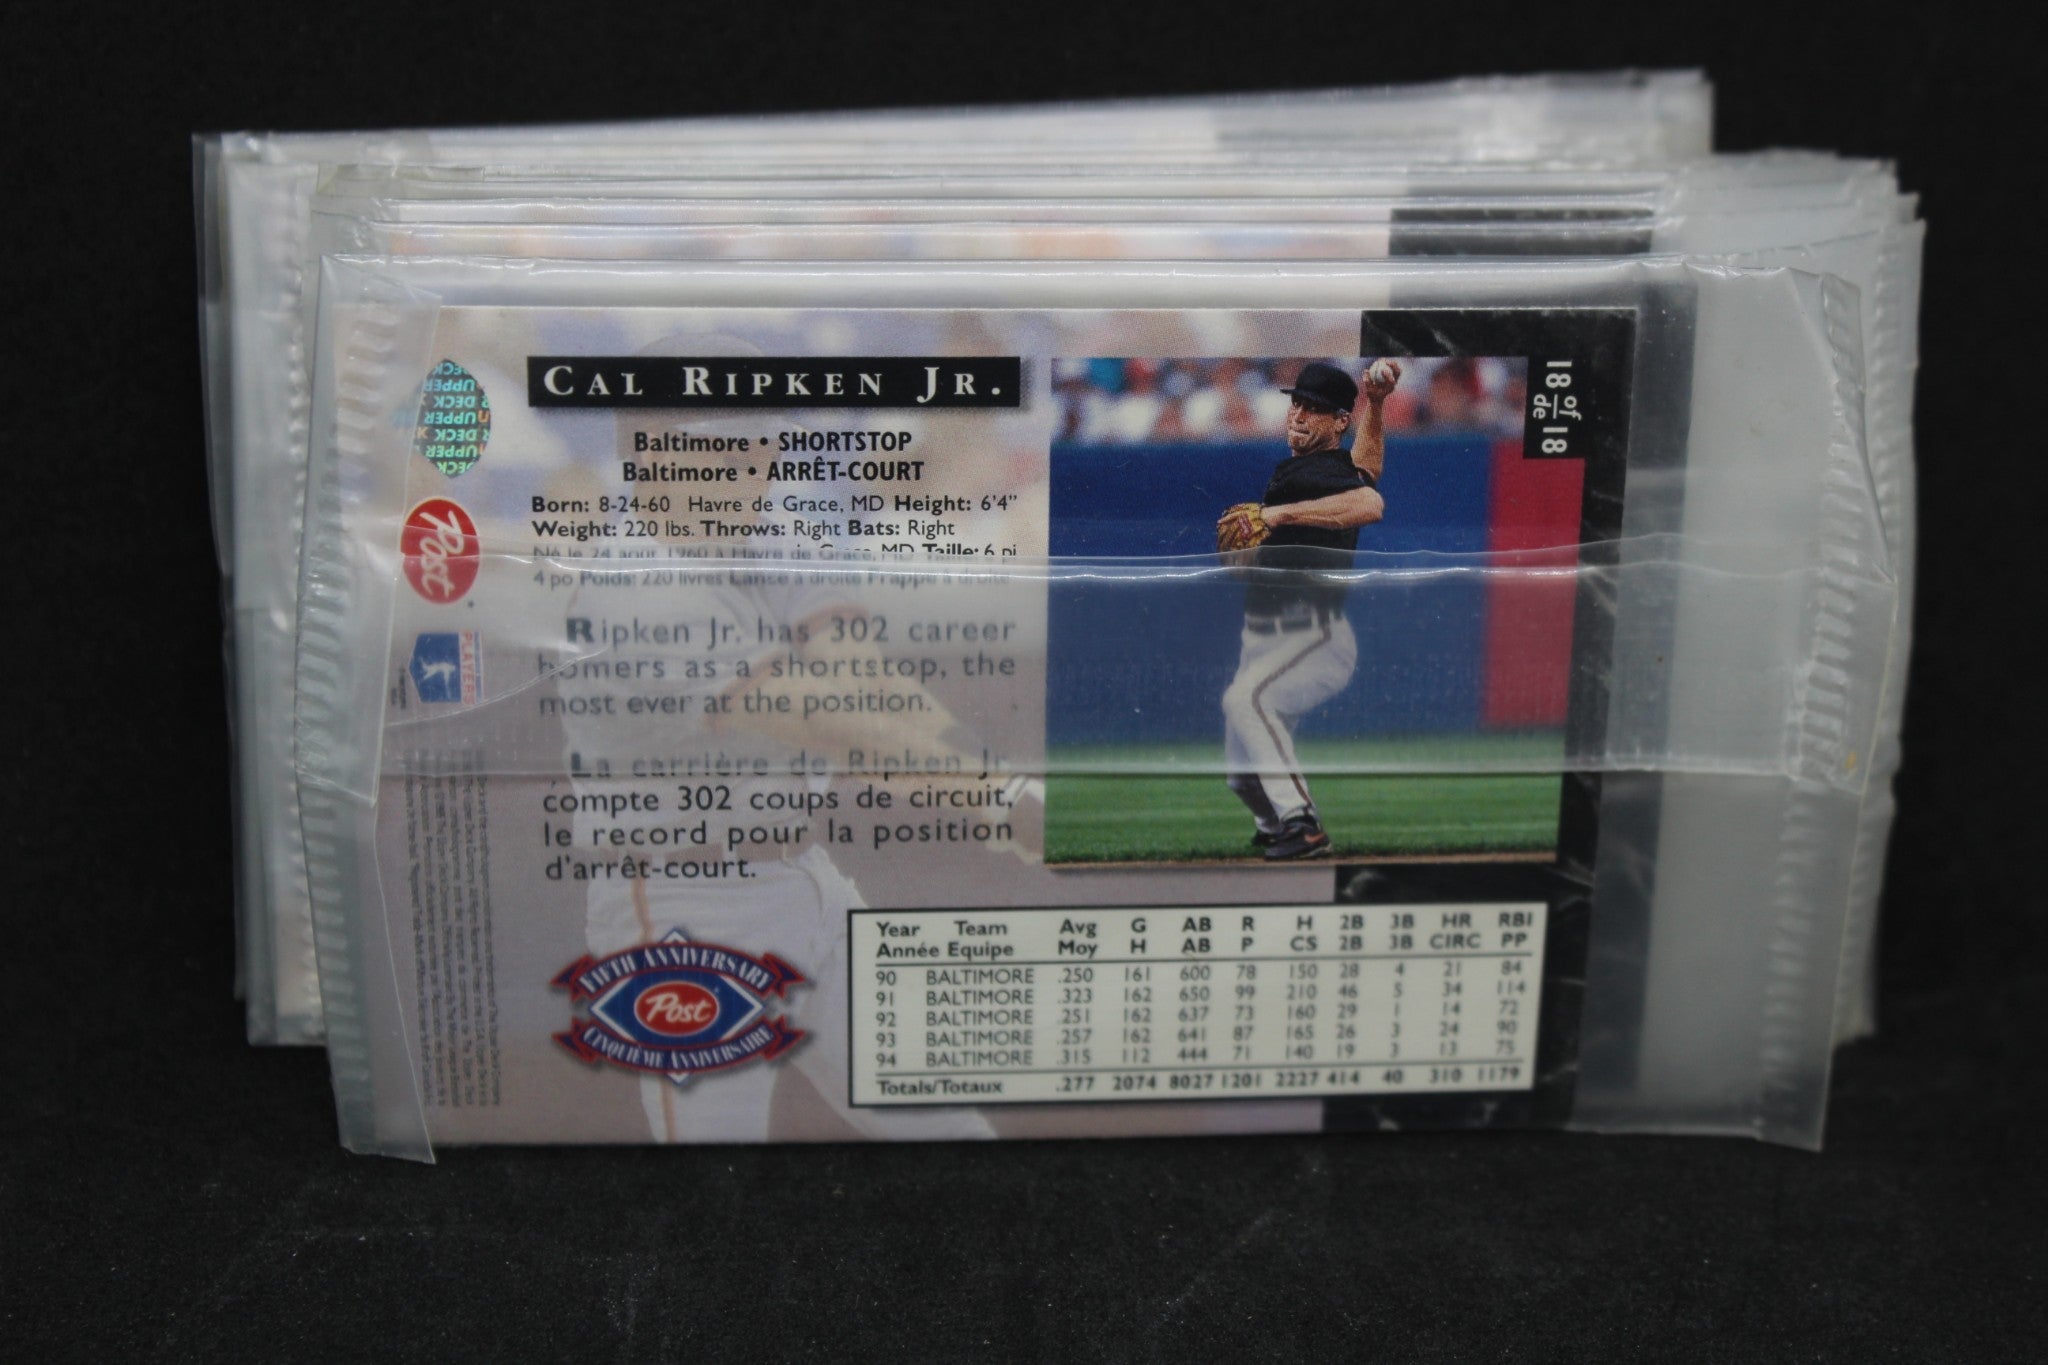 CAL RIPKEN JR.
18 of/de 18
Baltimore • SHORTSTOP
Baltimore • ARRÊT-COURT
Born: 8-24-60 Havre de Grace, MD Height: 6'4"
Weight: 220 lbs. Throws: Right Bats: Right
Né le 24 août 1960 à Havre de Grace, MD Taille: 6 pi
4 po Poids: 220 livres Lance à droite Frappe à droite
Ripken Jr. has 302 career
homers as a shortstop, the
most ever at the position.
La carrière de Ripken Jr.
compte 302 coups de circuit,
le record pour la position
d'arrêt-court.
UPPER DECK
Post
PLAYERS
FIFTH ANNIVERSARY
Post
CINQUIÈME ANNIVERSAIRE
Year Team Avg G AB R H 2B 3B HR RBI
Année Equipe Moy H AB P CS 2B 3B CIRC PP
90 BALTIMORE .250 161 600 78 150 28 4 21 84
91 BALTIMORE .323 162 650 99 210 46 5 34 114
92 BALTIMORE .251 162 637 73 160 29 1 14 72
93 BALTIMORE .257 162 641 87 165 26 3 24 90
94 BALTIMORE .315 112 444 71 140 19 3 13 75
Totals/Totaux .277 2074 8027 1201 2227 414 40 310 1179